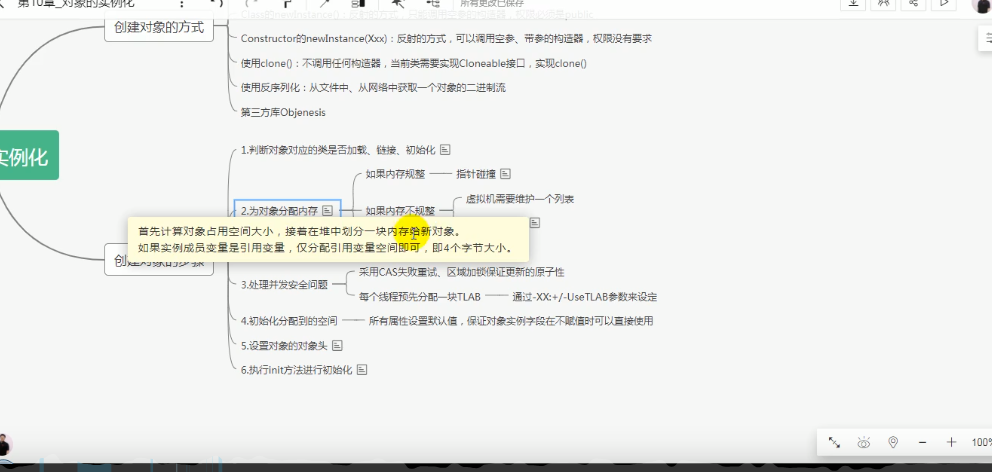 第10章_对象的实例化
所有更改已保存
创建对象的方式
Constructor的newInstance(Xxx)：反射的方式，可以调用空参、带参的构造器，权限没有要求
使用clone()：不调用任何构造器，当前类需要实现Cloneable接口，实现clone()
使用反序列化：从文件中、从网络中获取一个对象的二进制流
第三方库Objenesis
实例化
1.判断对象对应的类是否加载、链接、初始化
如果内存规整
指针碰撞
2.为对象分配内存
如果内存不规整
虚拟机需要维护一个列表
首先计算对象占用空间大小，接着在堆中划分一块内存给新对象。
如果实例成员变量是引用变量，仅分配引用变量空间即可，即4个字节大小。
创建对象的步骤
3.处理并发安全问题
采用CAS失败重试、区域加锁保证更新的原子性
每个线程预先分配一块TLAB
通过-XX:+/-UseTLAB参数来设定
4.初始化分配到的空间
所有属性设置默认值，保证对象实例字段在不赋值时可以直接使用
5.设置对象的对象头
6.执行init方法进行初始化
100%